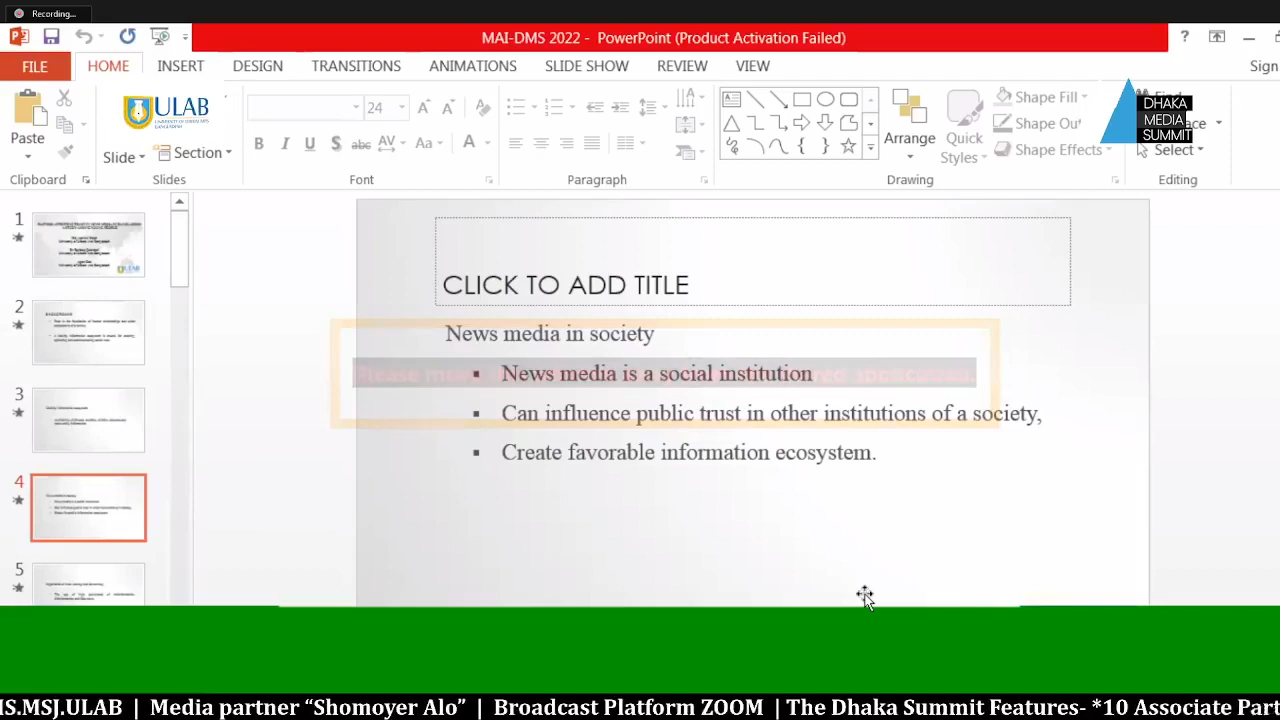 Recording...
MAI-DMS 2022 - PowerPoint (Product Activation Failed)
FILE HOME INSERT DESIGN TRANSITIONS ANIMATIONS SLIDE SHOW REVIEW VIEW Sign
Paste
Clipboard
ULAB
Slide
Section
Slides
24
Font
Paragraph
Arrange
Quick
Styles
Shape Fill
Shape Out
Shape Effects
Drawing
DHAKA
MEDIA
SUMMIT
Select
Editing
1
2
3
4
5
CLICK TO ADD TITLE
News media in society
▪ News media is a social institution
▪ Can influence public trust in other institutions of a society,
▪ Create favorable information ecosystem.
IS.MSJ.ULAB | Media partner “Shomoyer Alo” | Broadcast Platform ZOOM | The Dhaka Summit Features- *10 Associate Part